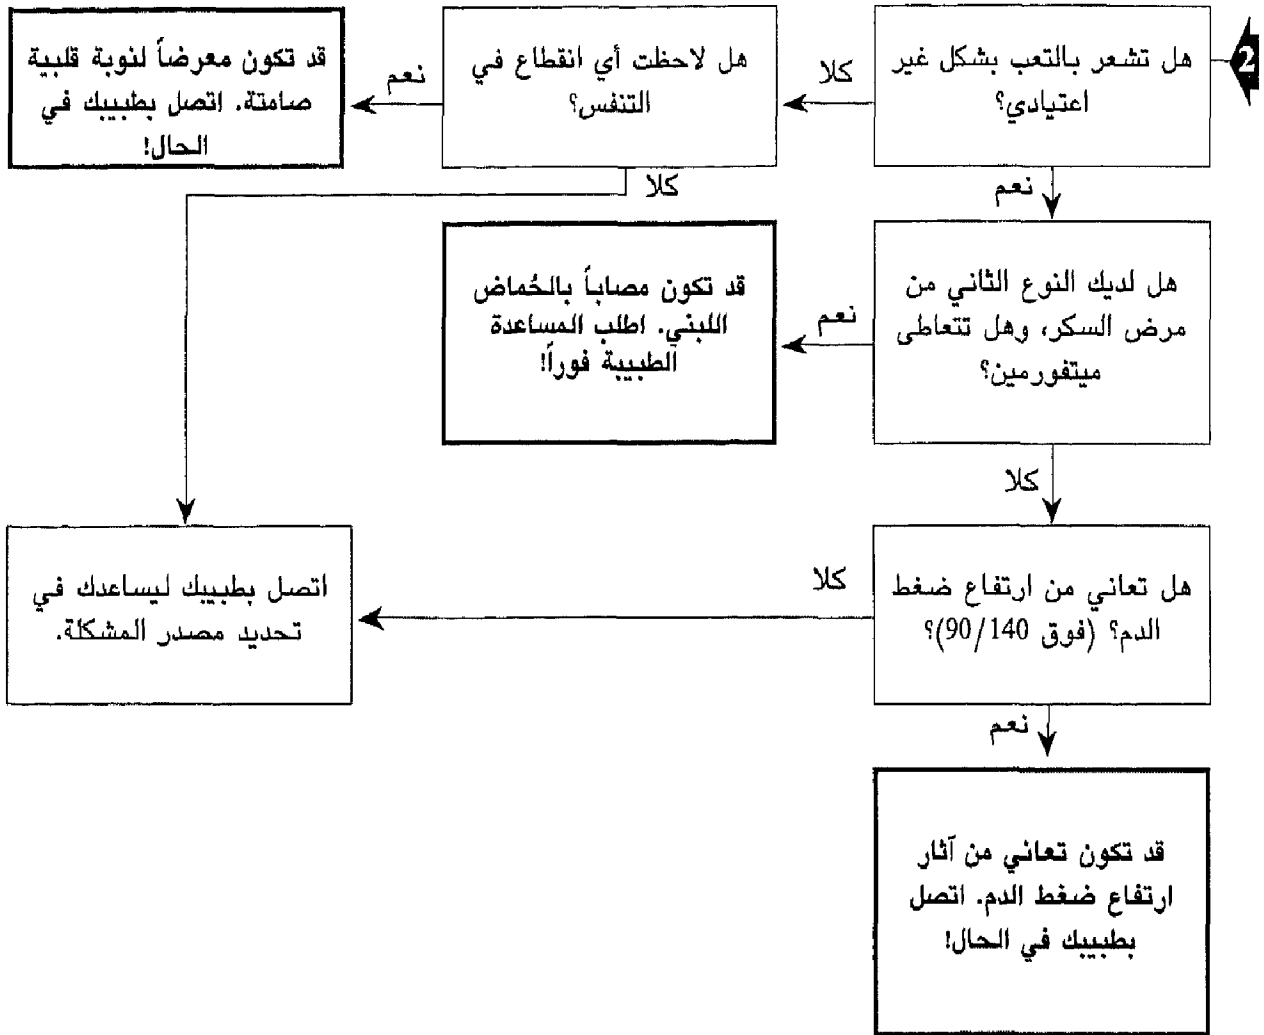 2
هل تشعر بالتعب بشكل غير
اعتيادي؟
كلا
هل لاحظت أي انقطاع في
التنفس؟
نعم
قد تكون معرضاً لنوبة قلبية
صامتة. اتصل بطبيبك في
الحال!
نعم
كلا
هل لديك النوع الثاني من
مرض السكر، وهل تتعاطى
ميتفورمين؟
نعم
قد تكون مصاباً بالحُماض
اللبني. اطلب المساعدة
الطبيبة فوراً!
كلا
هل تعاني من ارتفاع ضغط
الدم؟ (فوق 90/140)؟
كلا
اتصل بطبيبك ليساعدك في
تحديد مصدر المشكلة.
نعم
قد تكون تعاني من آثار
ارتفاع ضغط الدم. اتصل
بطبيبك في الحال!